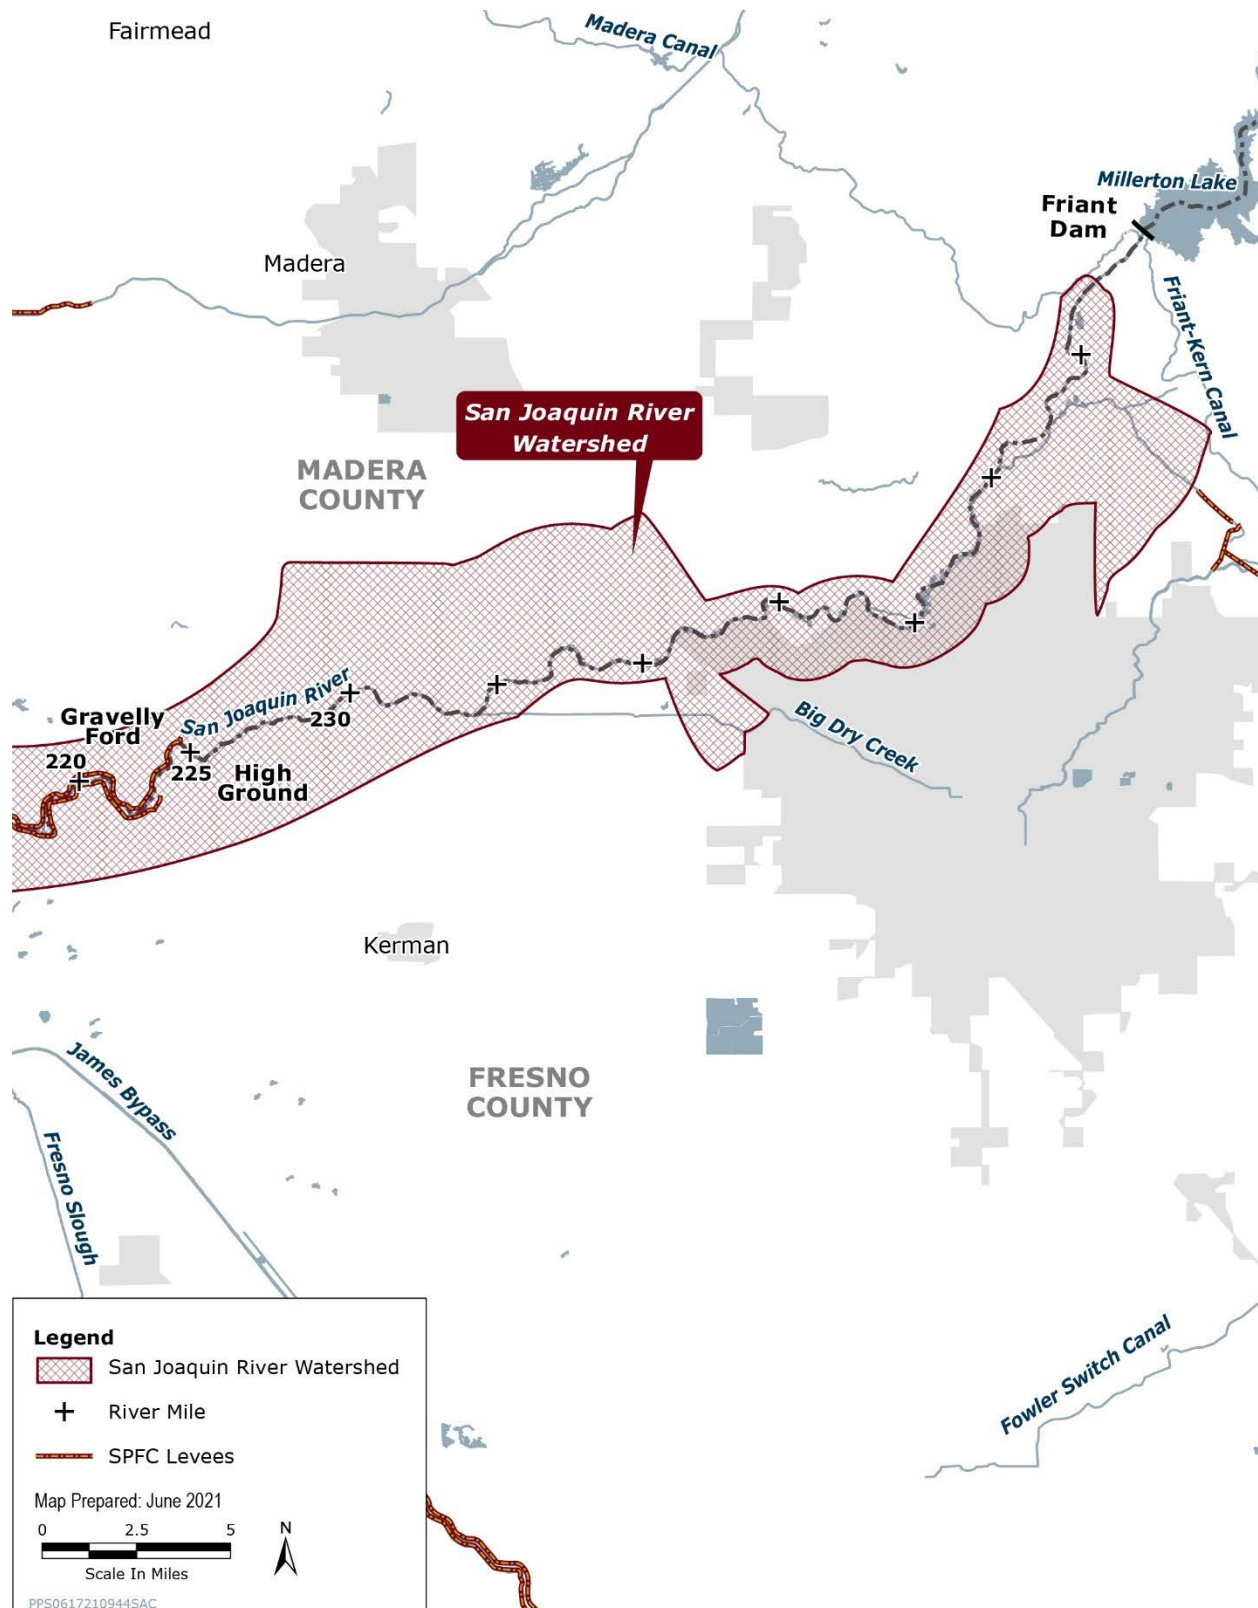 Fairmead
Madera Canal
Millerton Lake
Friant
Dam
Madera
Friant-Kern Canal
San Joaquin River
Watershed
MADERA
COUNTY
San Joaquin River
Gravelly
Ford
230
220
225
High
Ground
Big Dry Creek
Kerman
James Bypass
FRESNO
COUNTY
Fresno Slough
Fowler Switch Canal
Legend
San Joaquin River Watershed
River Mile
SPFC Levees
Map Prepared: June 2021
0 2.5 5
N
Scale In Miles
PPS0617210944SAC